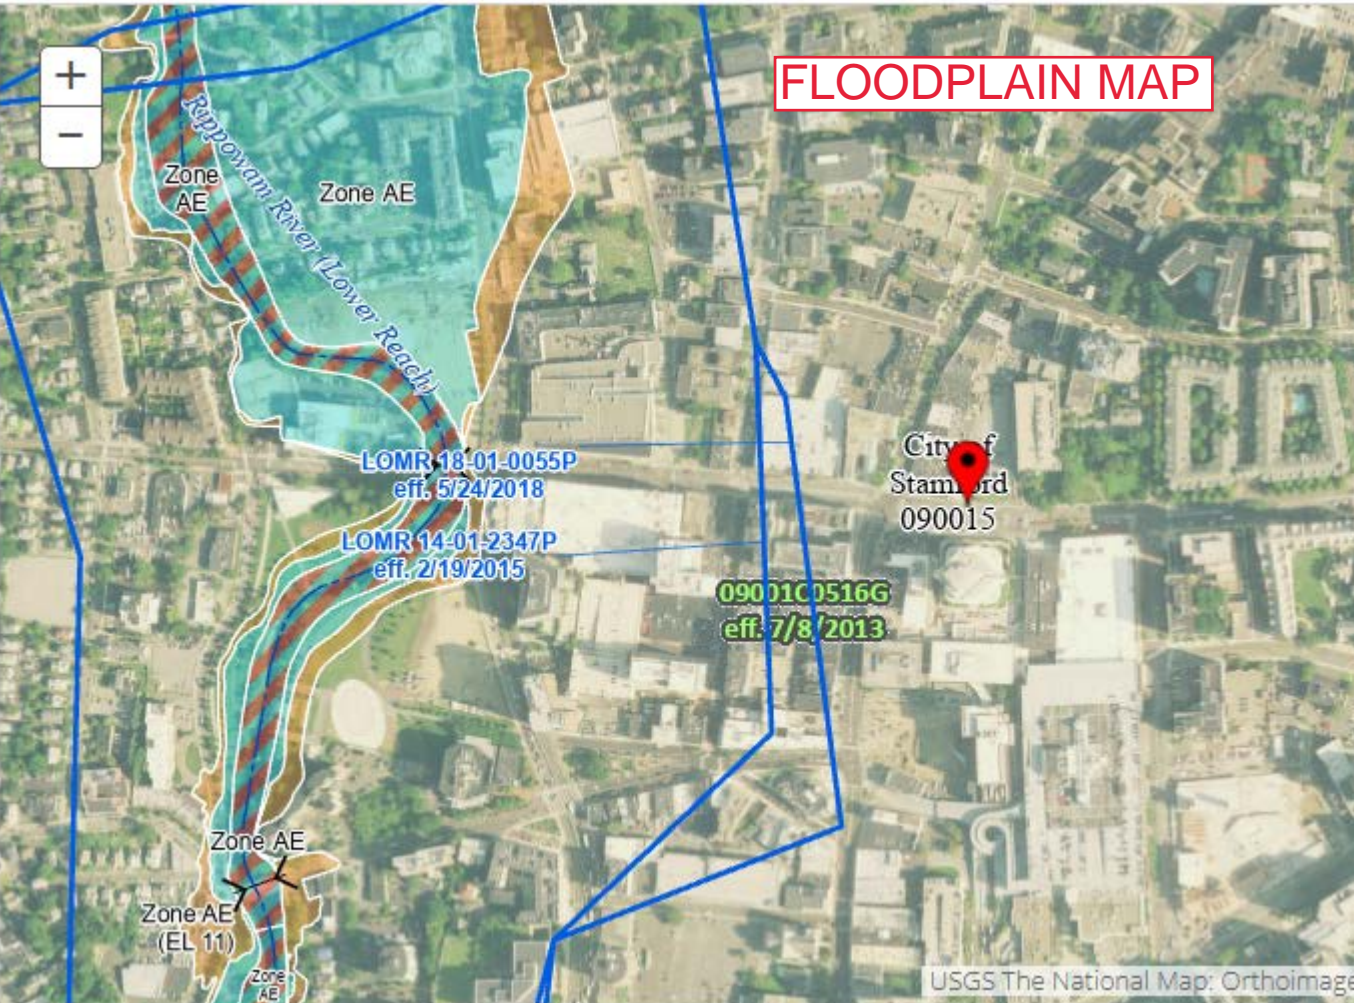 +
FLOODPLAIN MAP
−
Rippowam River (Lower Reach)
Zone
AE
Zone AE
LOMR 18-01-0055P
eff. 5/24/2018
City of
Stamford
090015
LOMR 14-01-2347P
eff. 2/19/2015
09001C0516G
eff. 7/8/2013
Zone AE
Zone AE
(EL 11)
Zone
AE
USGS The National Map: Orthoimage